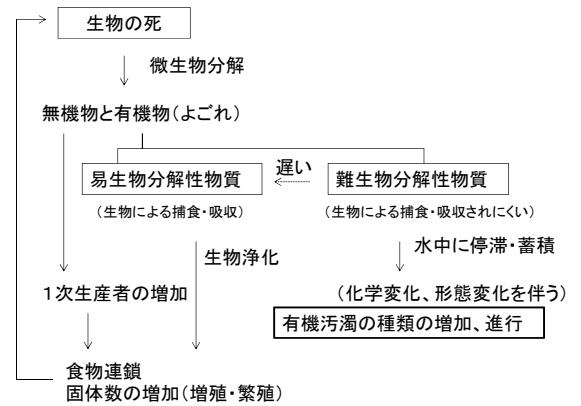 生物の死
微生物分解
無機物と有機物（よごれ）
遅い
易生物分解性物質
難生物分解性物質
（生物による捕食・吸収）
（生物による捕食・吸収されにくい）
水中に停滞・蓄積
生物浄化
１次生産者の増加
（化学変化、形態変化を伴う）
有機汚濁の種類の増加、進行
食物連鎖
固体数の増加（増殖・繁殖）